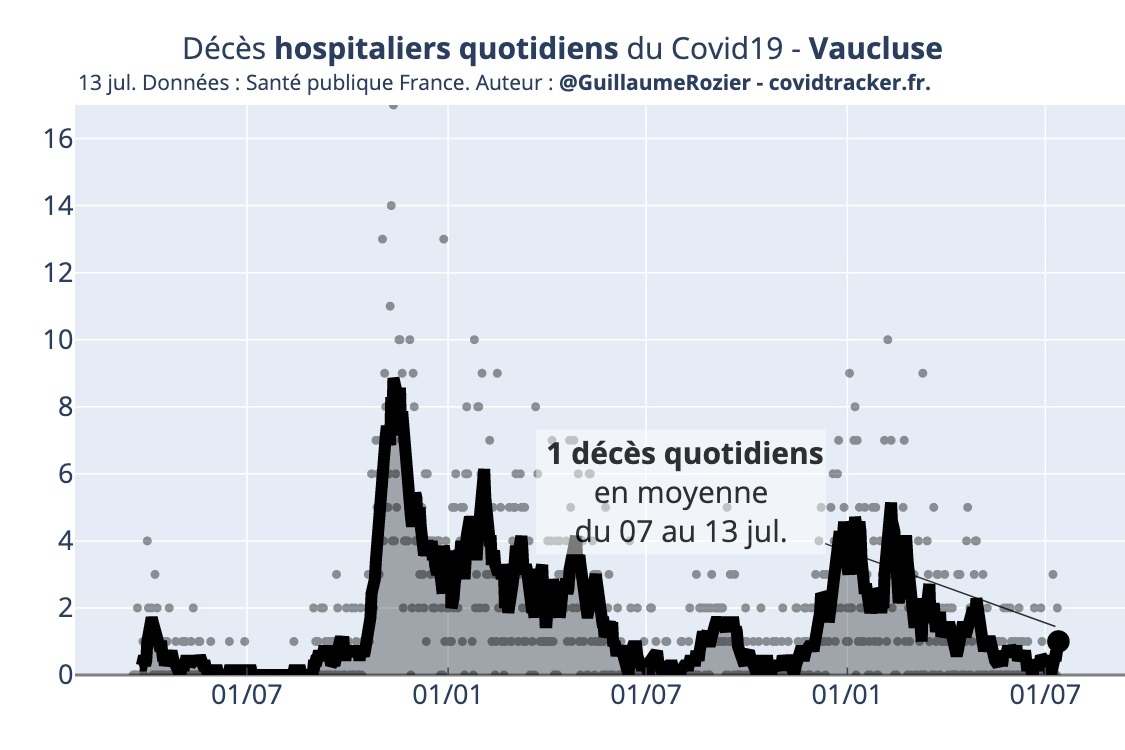 Décès hospitaliers quotidiens du Covid19 - Vaucluse
13 jul. Données : Santé publique France. Auteur : @GuillaumeRozier - covidtracker.fr.
16
14
12
10
8
6
4
2
0
1 décès quotidiens
en moyenne
du 07 au 13 jul.
01/07 01/01 01/07 01/01 01/07